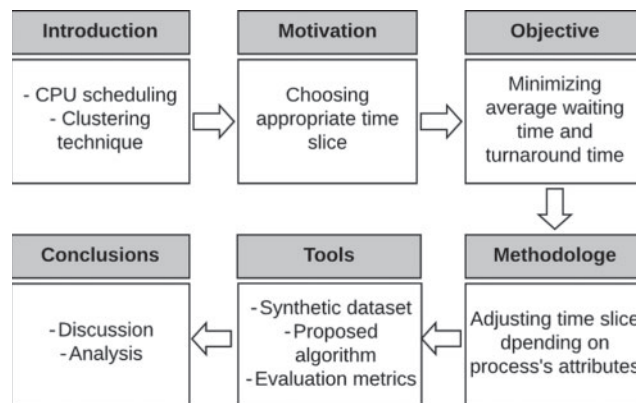 Introduction
- CPU scheduling
- Clustering
technique
Motivation
Choosing
appropriate time
slice
Objective
Minimizing
average waiting
time and
turnaround time
Methodologe
Adjusting time slice
dpending on
process's attributes
Tools
- Synthetic dataset
- Proposed
algorithm
- Evaluation metrics
Conclusions
- Discussion
- Analysis